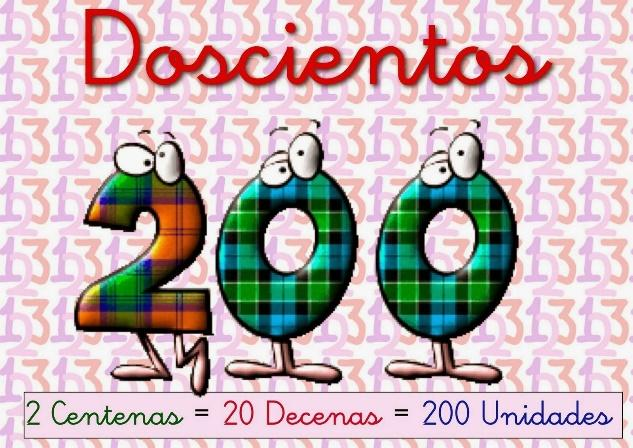 Doscientos
200
2 Centenas = 20 Decenas = 200 Unidades